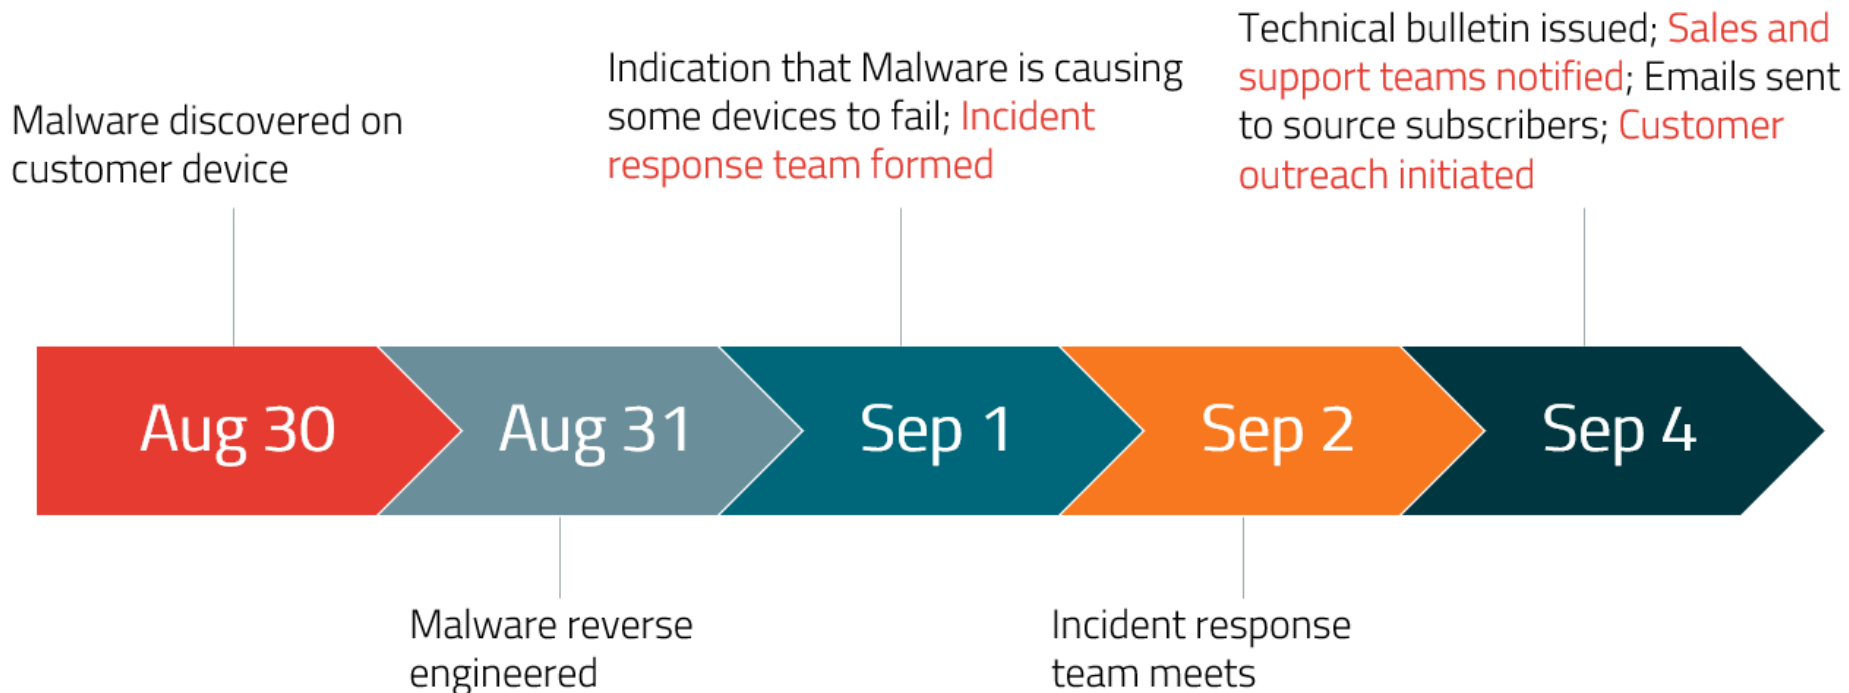 Malware discovered on
customer device
Indication that Malware is causing
some devices to fail; Incident
response team formed
Technical bulletin issued; Sales and
support teams notified; Emails sent
to source subscribers; Customer
outreach initiated
Aug 30
Aug 31
Sep 1
Sep 2
Sep 4
Malware reverse
engineered
Incident response
team meets